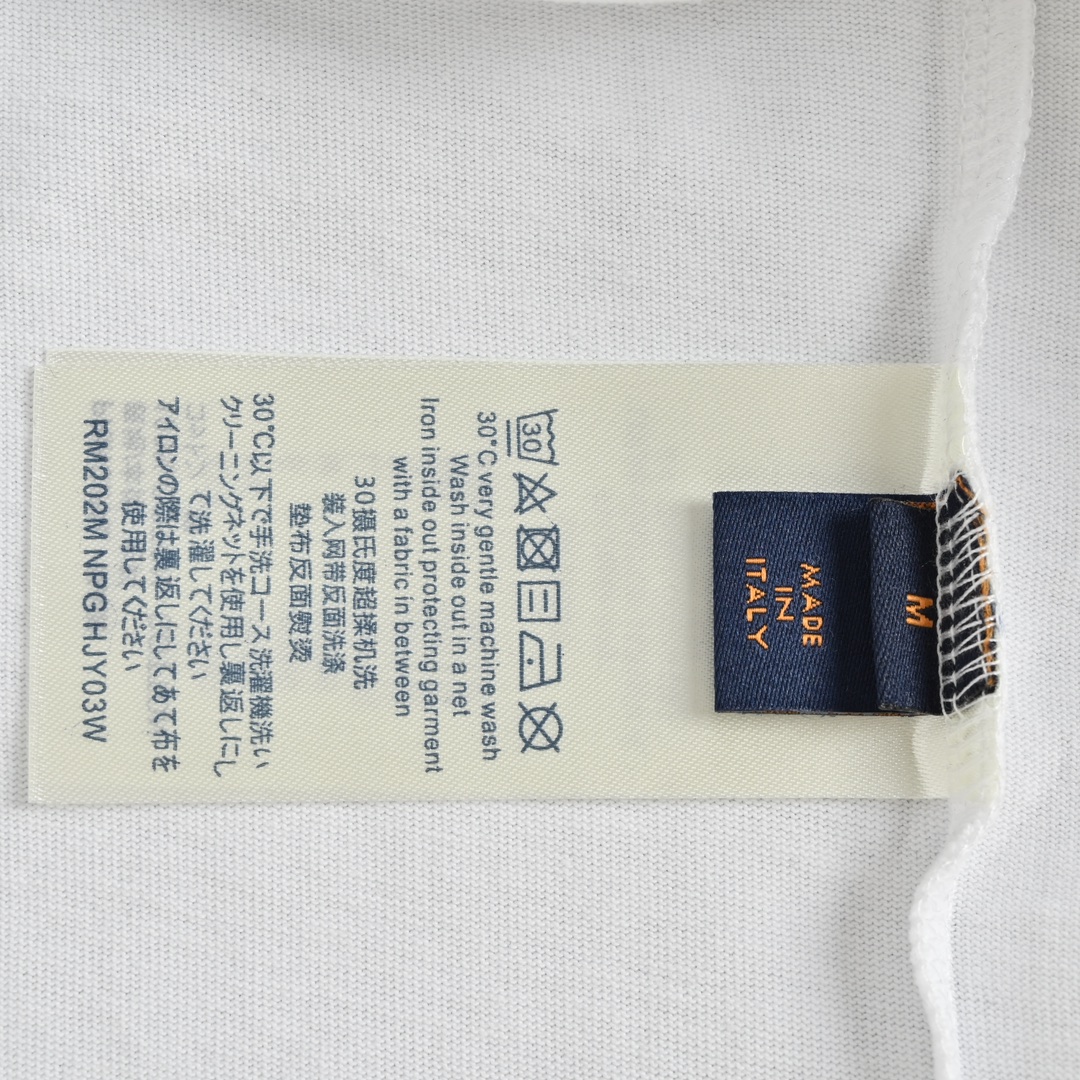 30
30°C very gentle machine wash
Wash inside out in a net
Iron inside out protecting garment
with a fabric in between
30摄氏度超揉机洗
装入网带反面洗涤
垫布反面熨烫
30℃以下で手洗コース洗濯機洗い
クリーニングネットを使用し裏返しにし
て洗濯してください
アイロンの際は裏返しにしてあて布を
使用してください
RM202M NPG HJY03W
M
MADE
IN
ITALY